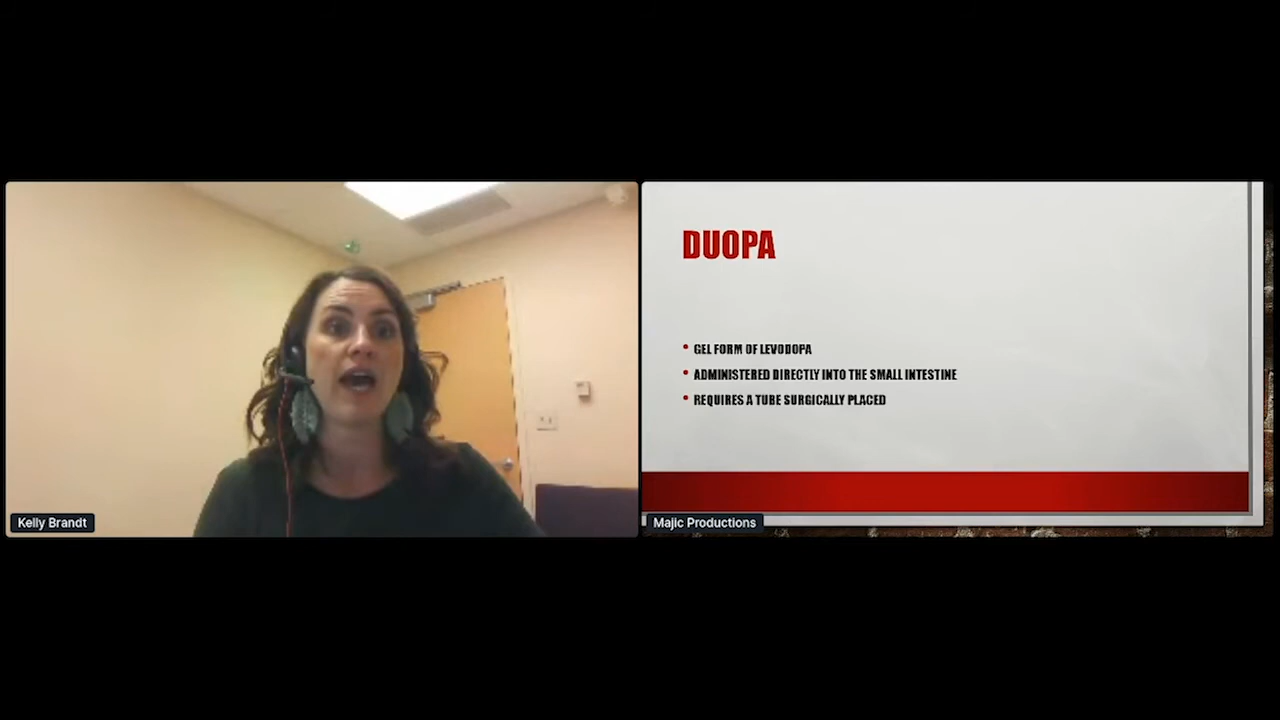 DUOPA
• GEL FORM OF LEVODOPA
• ADMINISTERED DIRECTLY INTO THE SMALL INTESTINE
• REQUIRES A TUBE SURGICALLY PLACED
Kelly Brandt
Majic Productions